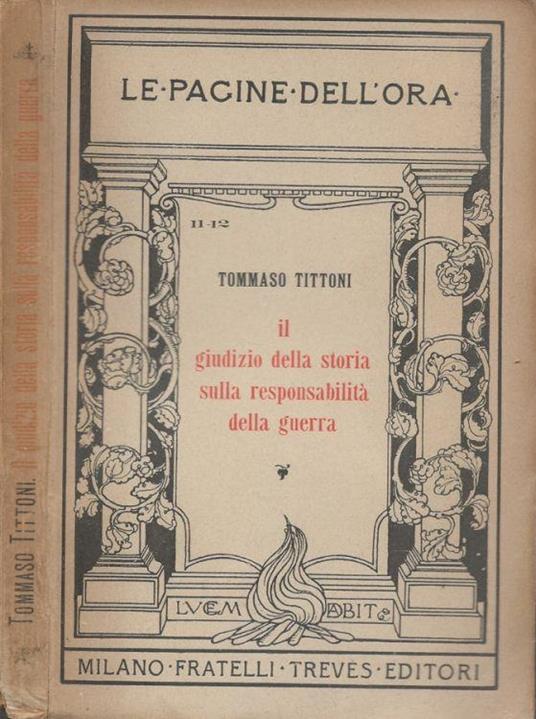 LE·PAGINE·DELL'ORA·
11-12
TOMMASO TITTONI
il
giudizio della storia
sulla responsabilità
della guerra
LVCEM DABIT
MILANO·FRATELLI·TREVES·EDITORI
TOMMASO TITTONI. Il giudizio della storia sulla responsabilità della guerra